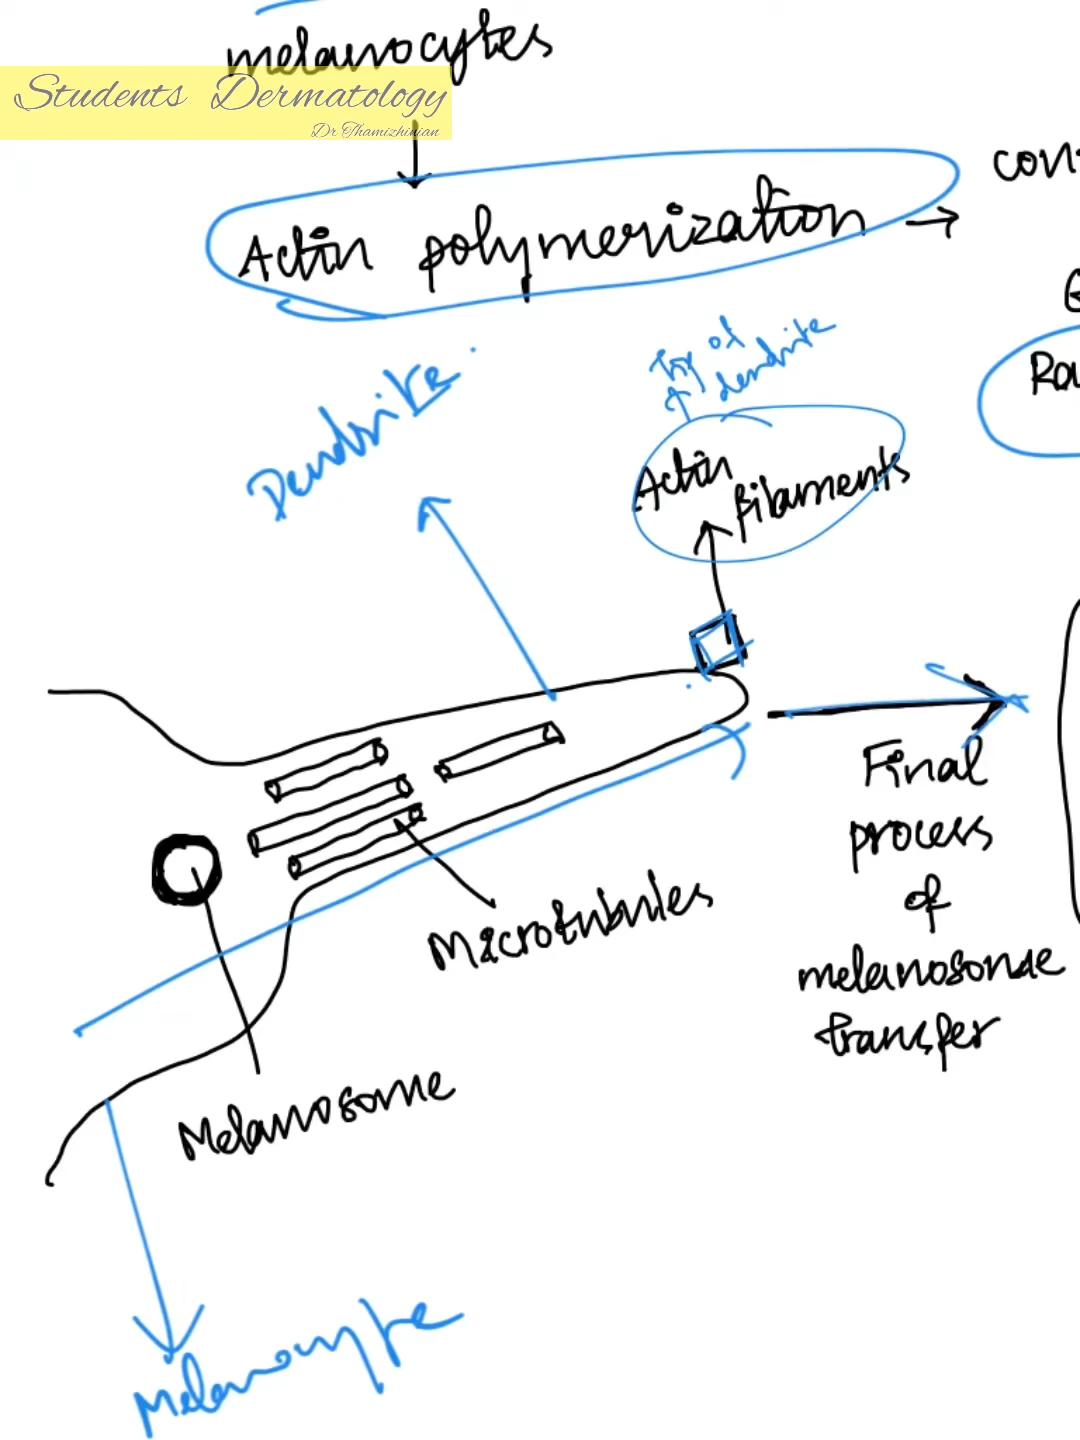 melanocytes
Students Dermatology
Dr Thamizhinian
Actin polymerization
con
Tip of
dendrite
Dendrite
Actin
filaments
Final
process
of
melanosome
transfer
Microtubules
Melanosome
Melanocyte